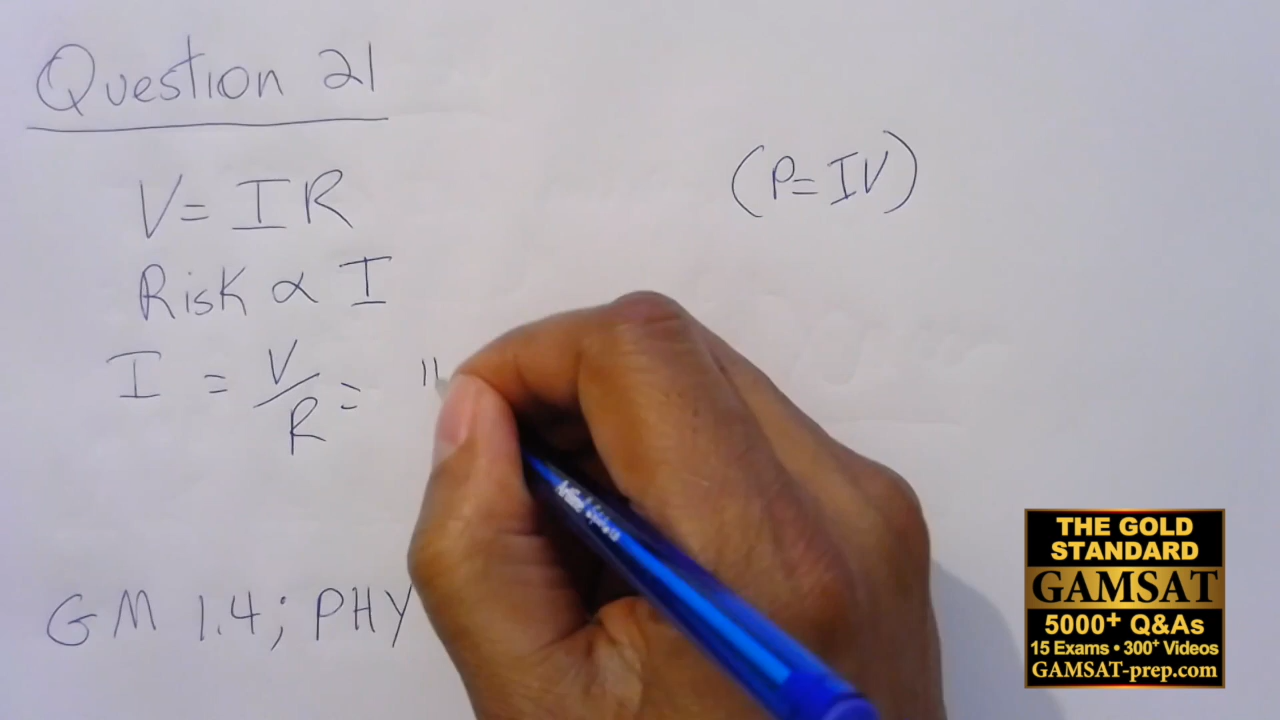 Question 21
V = IR
(P = IV)
Risk ∝ I
I = V/R = "
GM 1.4; PHY
THE GOLD
STANDARD
GAMSAT
5000+ Q&As
15 Exams • 300+ Videos
GAMSAT-prep.com